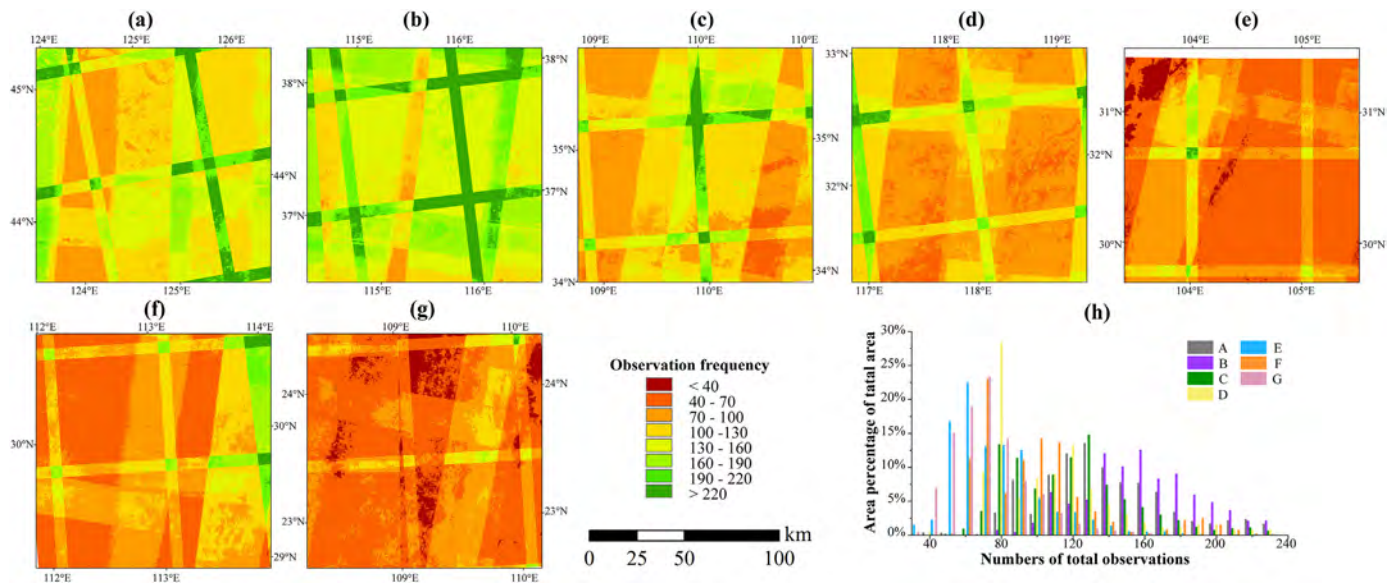 (a)
124°E 125°E 126°E
45°N
44°N
44°N
124°E 125°E
(b)
115°E 116°E
38°N
38°N
37°N
37°N
115°E 116°E
(c)
109°E 110°E 110°E
35°N
35°N
34°N
34°N
109°E 110°E
(d)
118°E 119°E
33°N
32°N
32°N
31°N
117°E 118°E
(e)
104°E 105°E
31°N
31°N
30°N
30°N
104°E 105°E
(f)
112°E 113°E 114°E
30°N
30°N
29°N
112°E 113°E
(g)
109°E 110°E
24°N
24°N
23°N
23°N
109°E 110°E
Observation frequency
< 40
40 - 70
70 - 100
100 -130
130 - 160
160 - 190
190 - 220
> 220
km
0 25 50 100
(h)
30%
25%
20%
15%
10%
5%
0%
Area percentage of tatal area
A E
B F
C G
D
40 80 120 160 200 240
Numbers of total observations